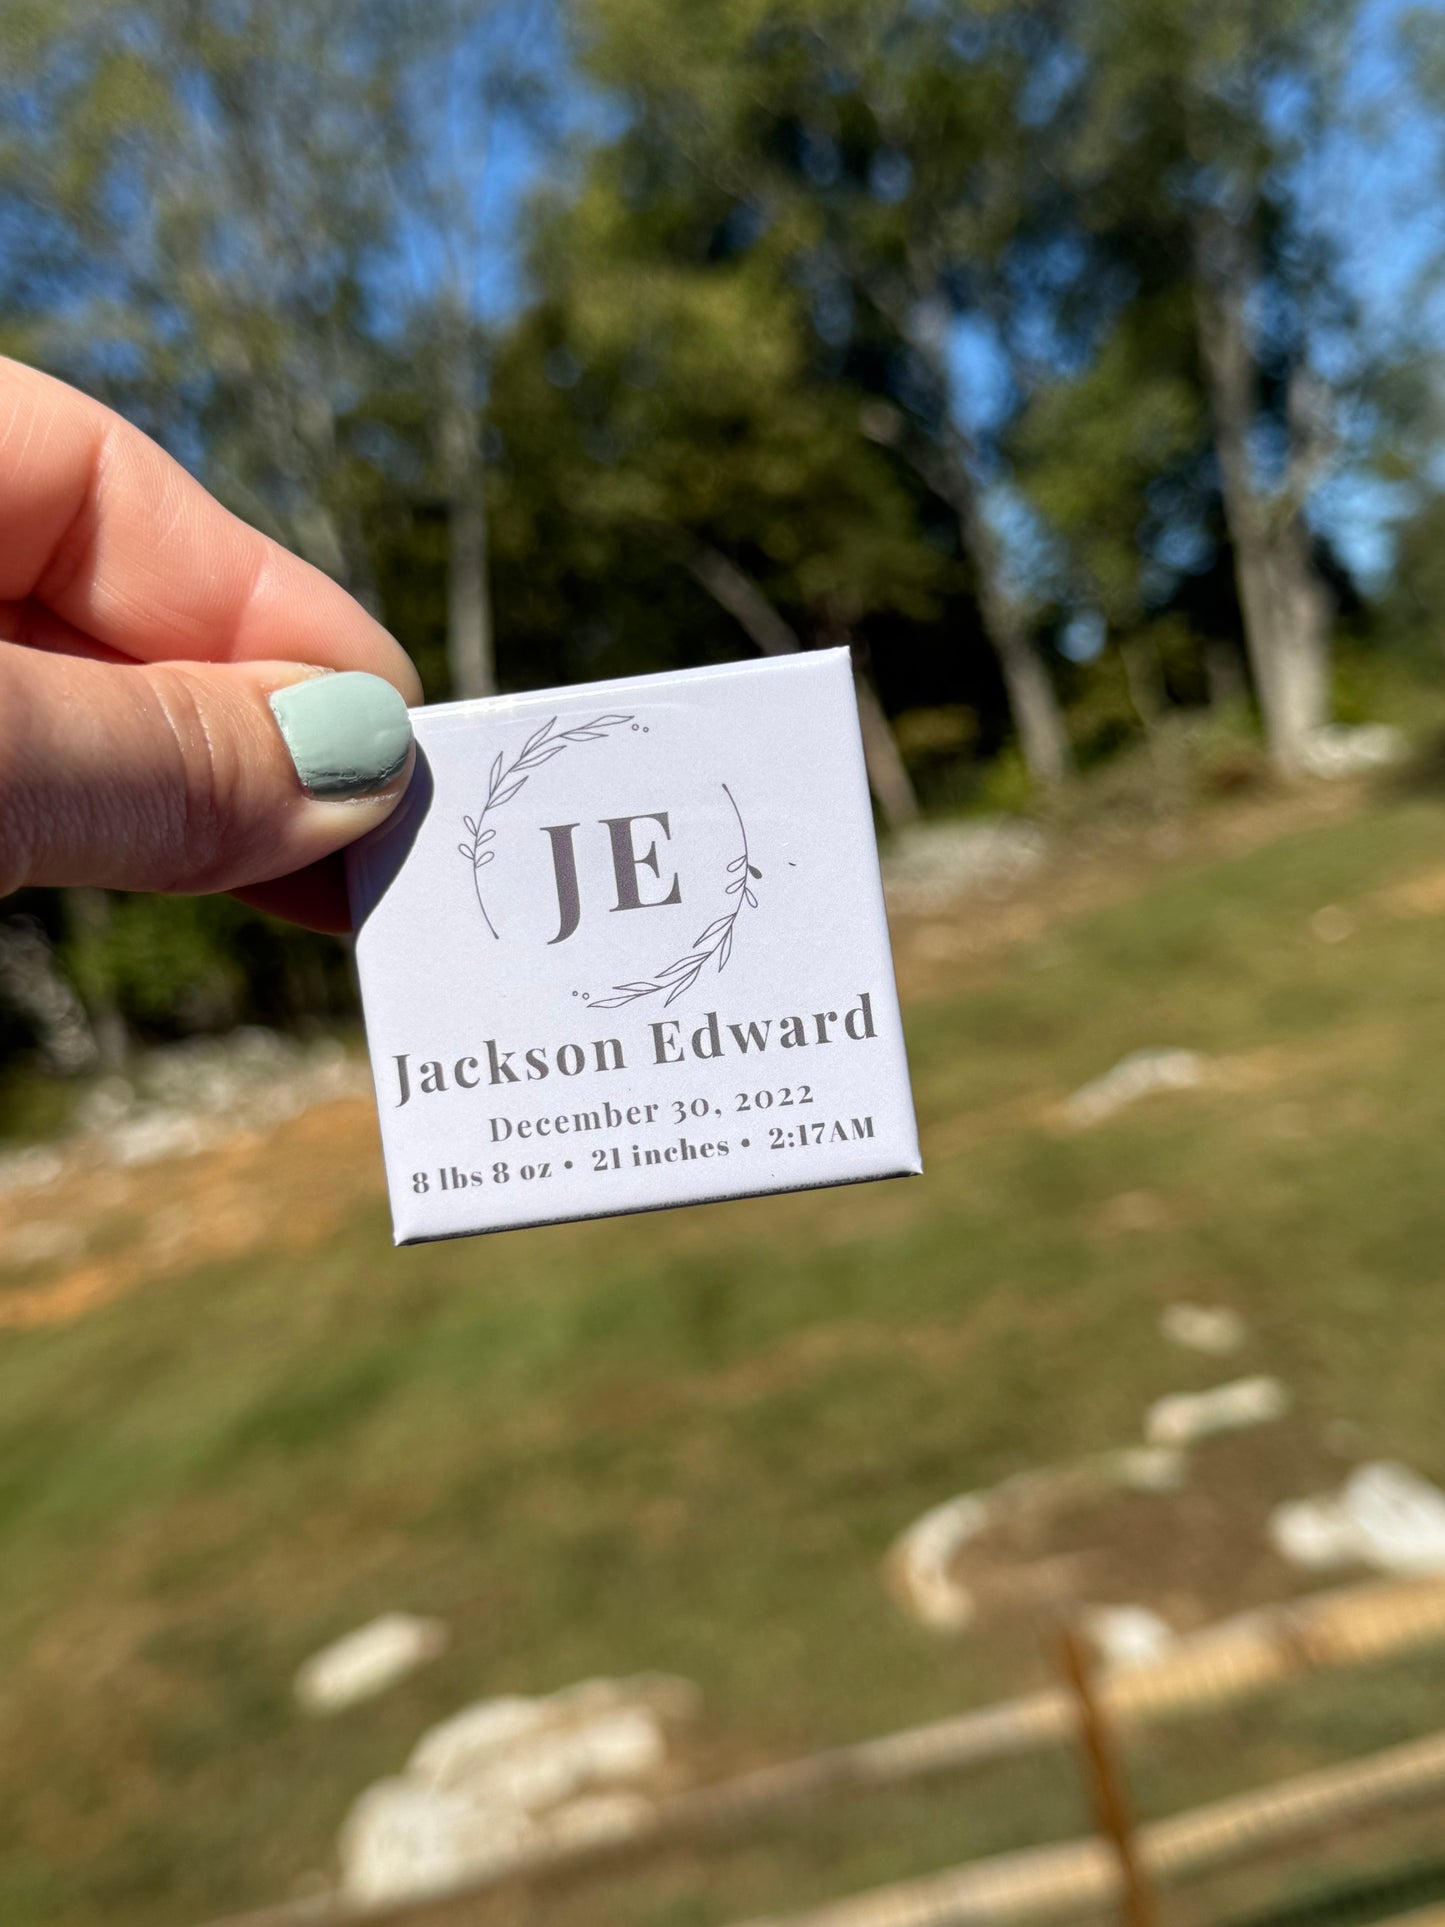 JE
Jackson Edward
December 30, 2022
8 lbs 8 oz • 21 inches • 2:17AM